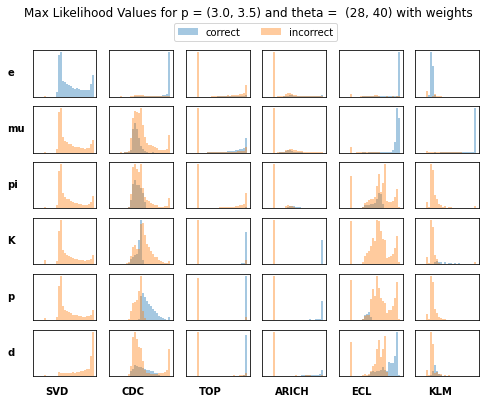 Max Likelihood Values for p = (3.0, 3.5) and theta =  (28, 40) with weights
correct incorrect
e
mu
pi
K
p
d
SVD CDC TOP ARICH ECL KLM